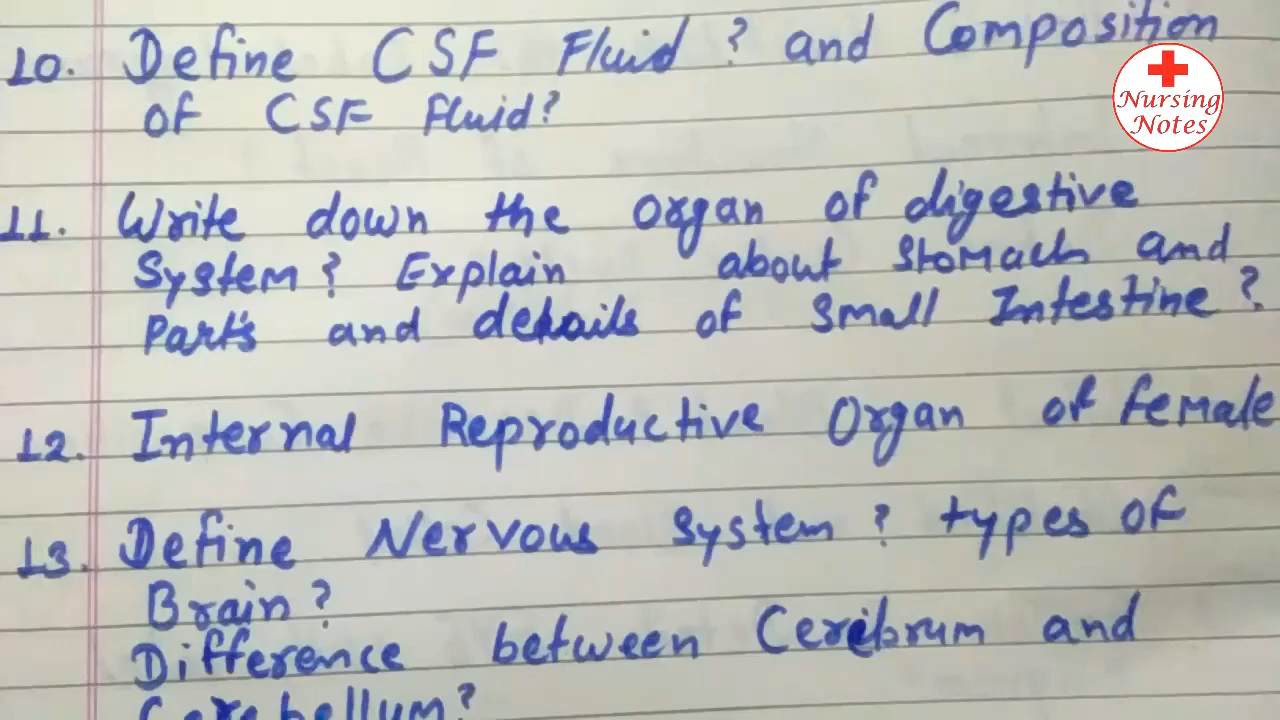 10. Define CSF Fluid ? and Composition
of CSF Fluid?
Nursing
Notes
11. Write down the organ of digestive
System? Explain about Stomach and
Part's and details of Small Intestine?
12. Internal Reproductive Organ of female
13. Define Nervous System? types of
Brain?
Difference between Cerebrum and
Cerebellum?